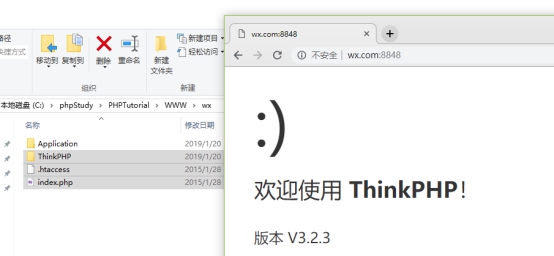 wx.com:8848
不安全 | wx.com:8848
路径
快捷方式
移动到
复制到
删除
重命名
新建
文件夹
新建项目
轻松访问
组织
新建
本地磁盘 (C:) › phpStudy › PHPTutorial › WWW › wx
名称
修改日期
Application
2019/1/20
ThinkPHP
2019/1/20
.htaccess
2015/1/28
index.php
2015/1/28
:)
欢迎使用 ThinkPHP！
版本 V3.2.3